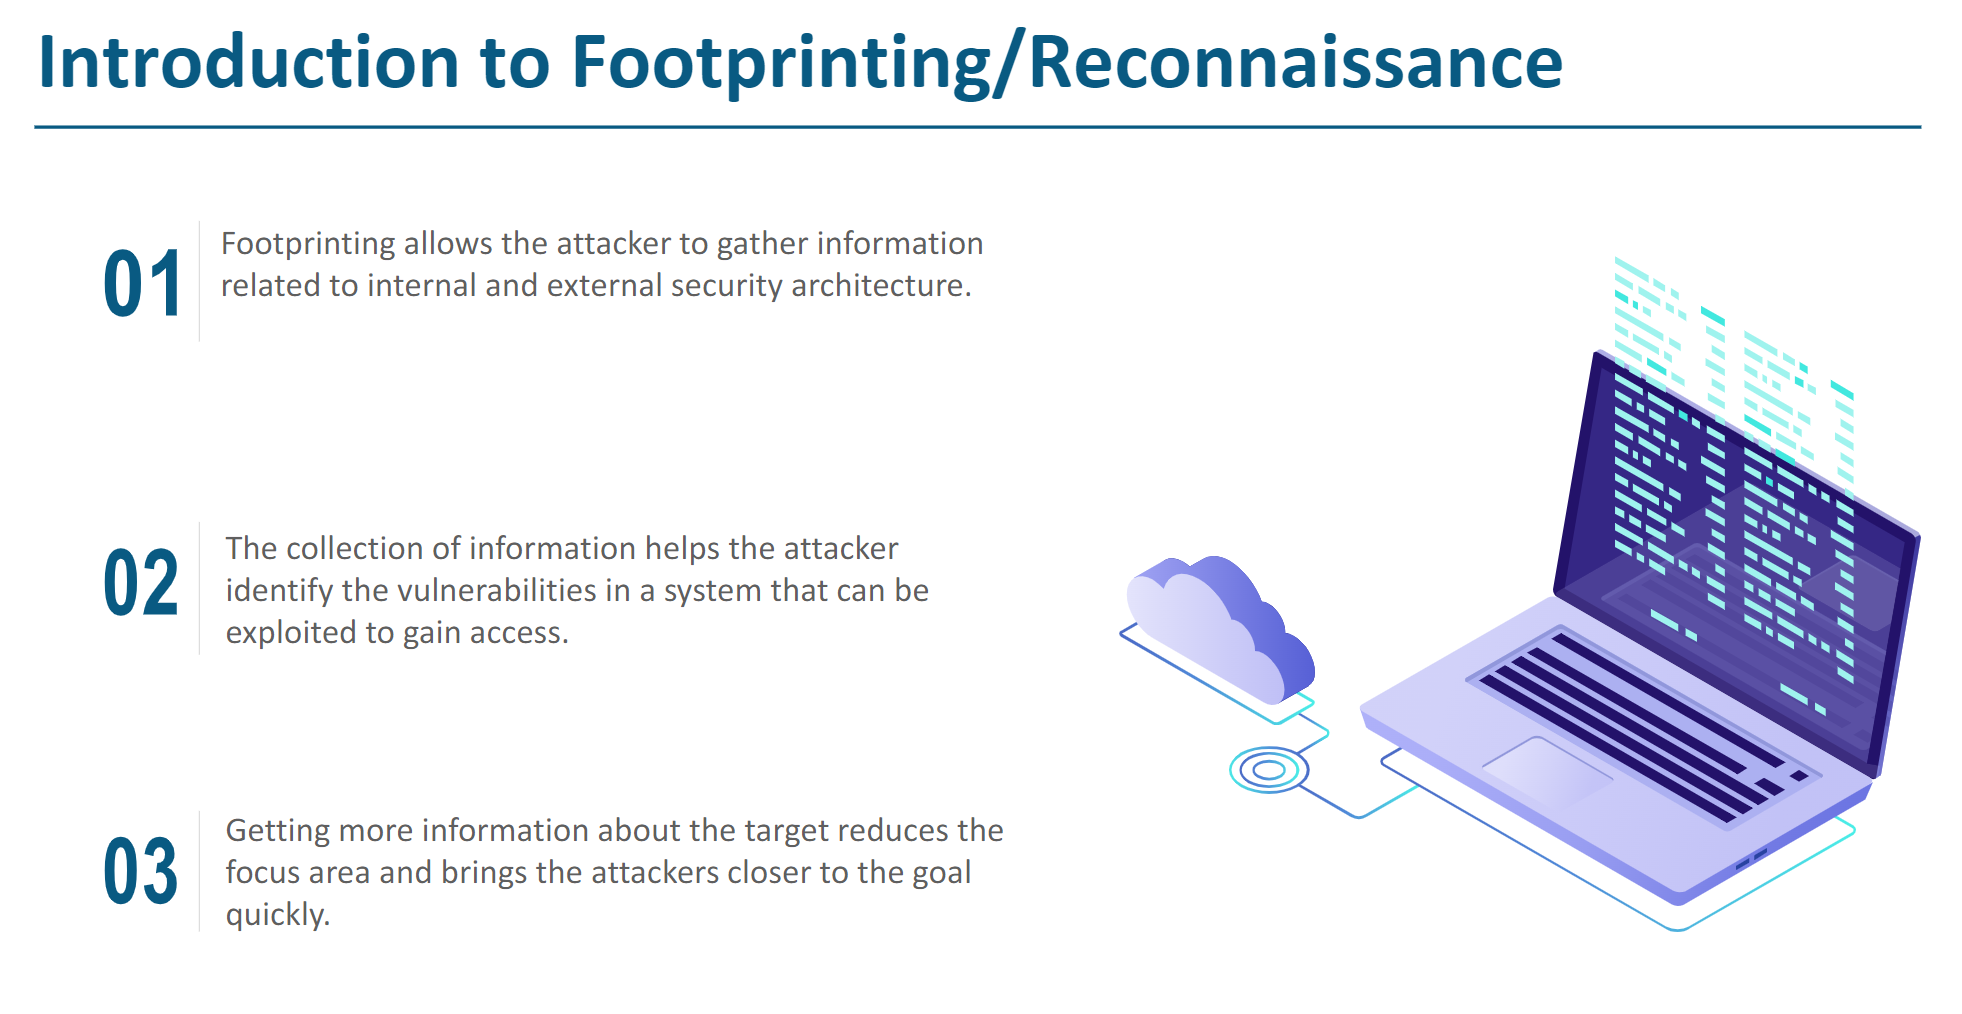 Introduction to Footprinting/Reconnaissance
01
Footprinting allows the attacker to gather information
related to internal and external security architecture.
02
The collection of information helps the attacker
identify the vulnerabilities in a system that can be
exploited to gain access.
03
Getting more information about the target reduces the
focus area and brings the attackers closer to the goal
quickly.